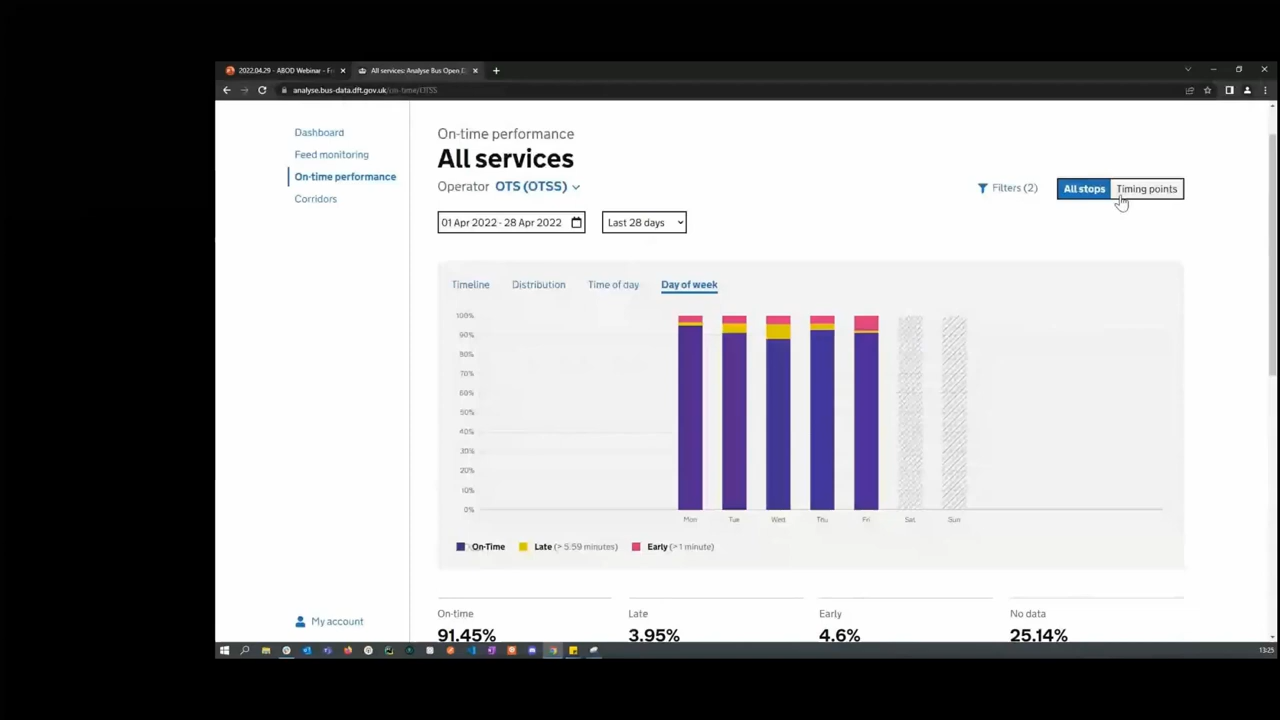 2022.04.29 - ABOD Webinar - Fr
All services: Analyse Bus Open D
analyse.bus-data.dft.gov.uk/on-time/OTSS
Dashboard
Feed monitoring
On-time performance
Corridors
On-time performance
All services
Operator OTS (OTSS)
Filters (2)
All stops
Timing points
01 Apr 2022 - 28 Apr 2022
Last 28 days
Timeline
Distribution
Time of day
Day of week
100%
90%
80%
70%
60%
50%
40%
30%
20%
10%
0%
Mon
Tue
Wed
Thu
Fri
Sat
Sun
On-Time
Late (> 5.59 minutes)
Early (> 1 minute)
My account
On-time
91.45%
Late
3.95%
Early
4.6%
No data
25.14%
13:25